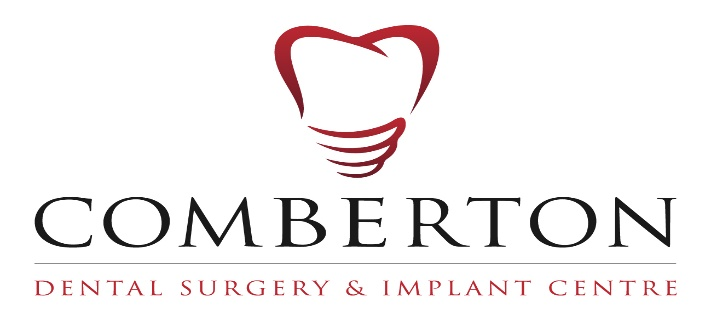 COMBERTON
DENTAL SURGERY & IMPLANT CENTRE